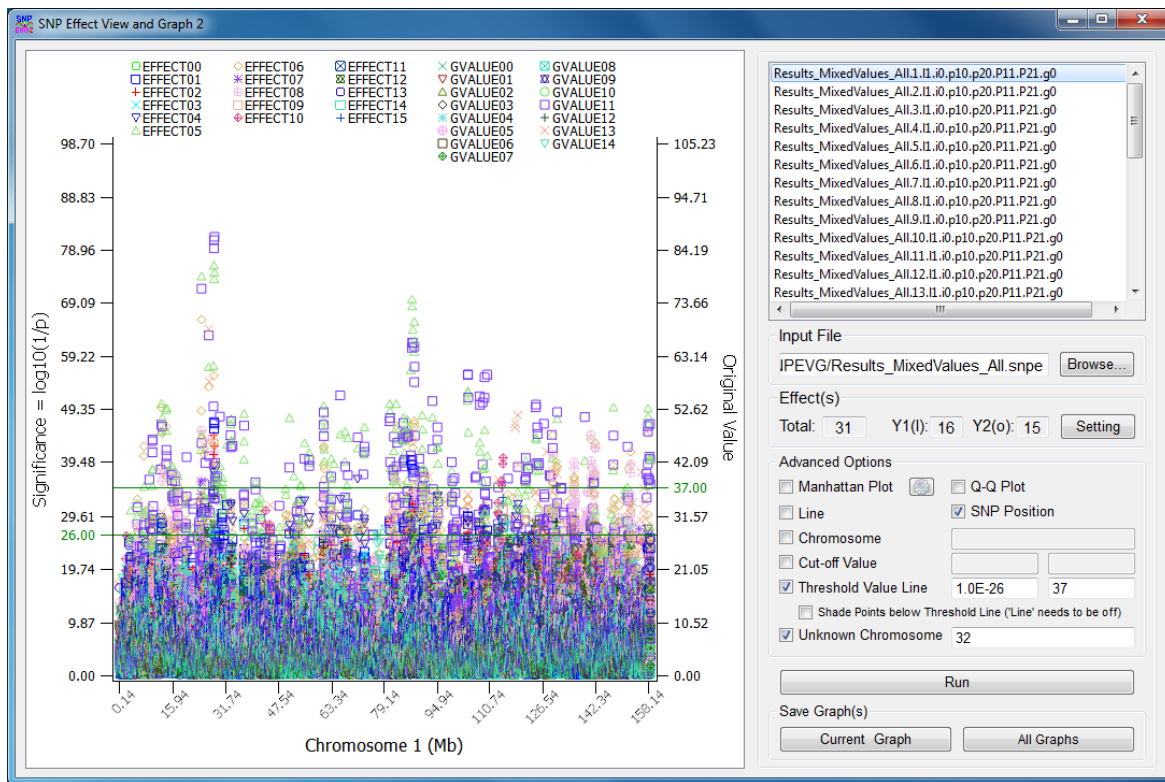 SNP Effect View and Graph 2
EFFECT00 EFFECT06 EFFECT11 GVALUE00 GVALUE08
EFFECT01 EFFECT07 EFFECT12 GVALUE01 GVALUE09
EFFECT02 EFFECT08 EFFECT13 GVALUE02 GVALUE10
EFFECT03 EFFECT09 EFFECT14 GVALUE03 GVALUE11
EFFECT04 EFFECT10 EFFECT15 GVALUE04 GVALUE12
EFFECT05 GVALUE05 GVALUE13
GVALUE06 GVALUE14
GVALUE07
98.70 105.23
88.83 94.71
78.96 84.19
69.09 73.66
59.22 63.14
49.35 52.62
39.48 42.09
37.00
29.61 31.57
26.00
19.74 21.05
9.87 10.52
0.00 0.00
Significance = log10(1/p)
Original Value
0.14 15.94 31.74 47.54 63.34 79.14 94.94 110.74 126.54 142.34 158.14
Chromosome 1 (Mb)
Results_MixedValues_All.1.l1.i0.p10.p20.P11.P21.g0
Results_MixedValues_All.2.l1.i0.p10.p20.P11.P21.g0
Results_MixedValues_All.3.l1.i0.p10.p20.P11.P21.g0
Results_MixedValues_All.4.l1.i0.p10.p20.P11.P21.g0
Results_MixedValues_All.5.l1.i0.p10.p20.P11.P21.g0
Results_MixedValues_All.6.l1.i0.p10.p20.P11.P21.g0
Results_MixedValues_All.7.l1.i0.p10.p20.P11.P21.g0
Results_MixedValues_All.8.l1.i0.p10.p20.P11.P21.g0
Results_MixedValues_All.9.l1.i0.p10.p20.P11.P21.g0
Results_MixedValues_All.10.l1.i0.p10.p20.P11.P21.g0
Results_MixedValues_All.11.l1.i0.p10.p20.P11.P21.g0
Results_MixedValues_All.12.l1.i0.p10.p20.P11.P21.g0
Results_MixedValues_All.13.l1.i0.p10.p20.P11.P21.g0
Input File
IPEVG/Results_MixedValues_All.snpe Browse...
Effect(s)
Total: 31 Y1(l): 16 Y2(o): 15 Setting
Advanced Options
Manhattan Plot Q-Q Plot
Line SNP Position
Chromosome
Cut-off Value
Threshold Value Line 1.0E-26 37
Shade Points below Threshold Line ('Line' needs to be off)
Unknown Chromosome 32
Run
Save Graph(s)
Current Graph All Graphs